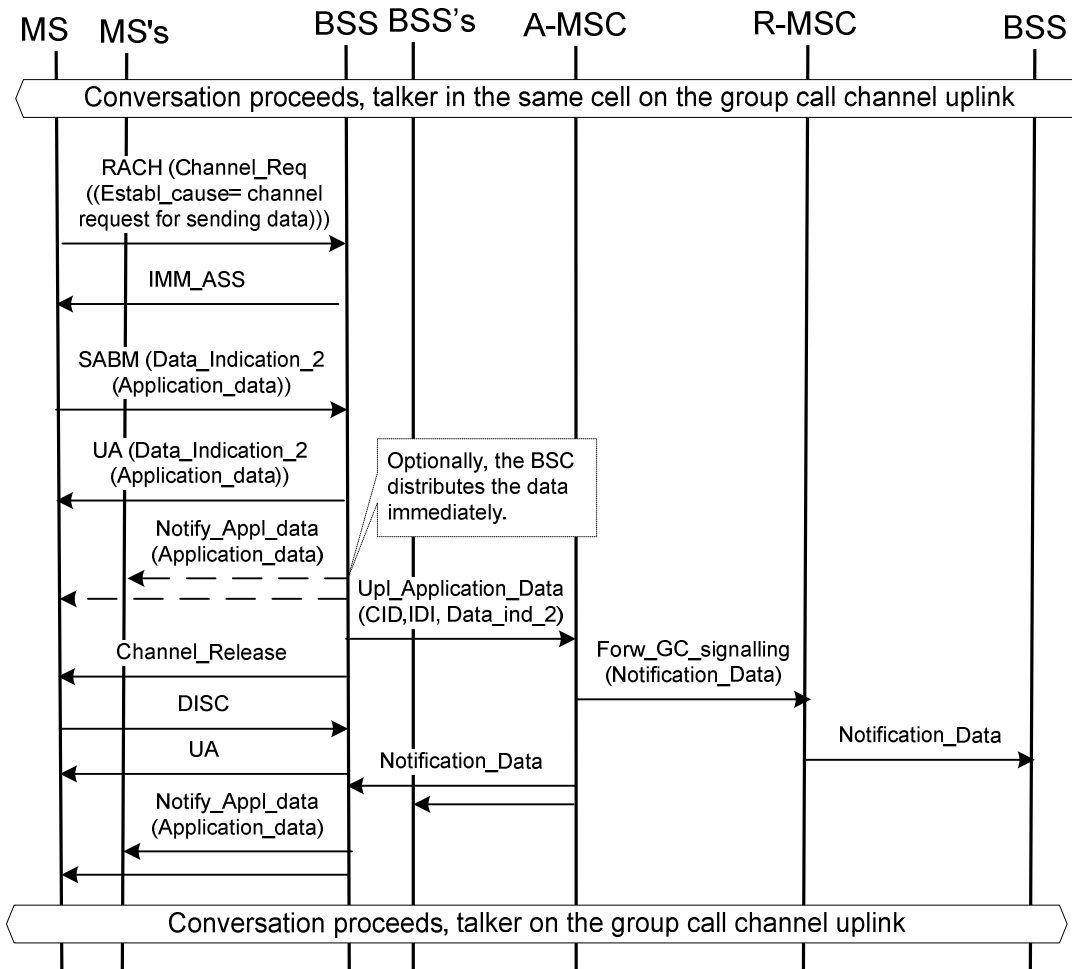 MS
MS's
BSS
BSS's
A-MSC
R-MSC
BSS
Conversation proceeds, talker in the same cell on the group call channel uplink
RACH (Channel_Req
((Establ_cause= channel
request for sending data)))
IMM_ASS
SABM (Data_Indication_2
(Application_data))
UA (Data_Indication_2
(Application_data))
Optionally, the BSC
distributes the data
immediately.
Notify_Appl_data
(Application_data)
Upl_Application_Data
(CID,IDI, Data_ind_2)
Channel_Release
Forw_GC_signalling
(Notification_Data)
DISC
Notification_Data
UA
Notification_Data
Notify_Appl_data
(Application_data)
Conversation proceeds, talker on the group call channel uplink